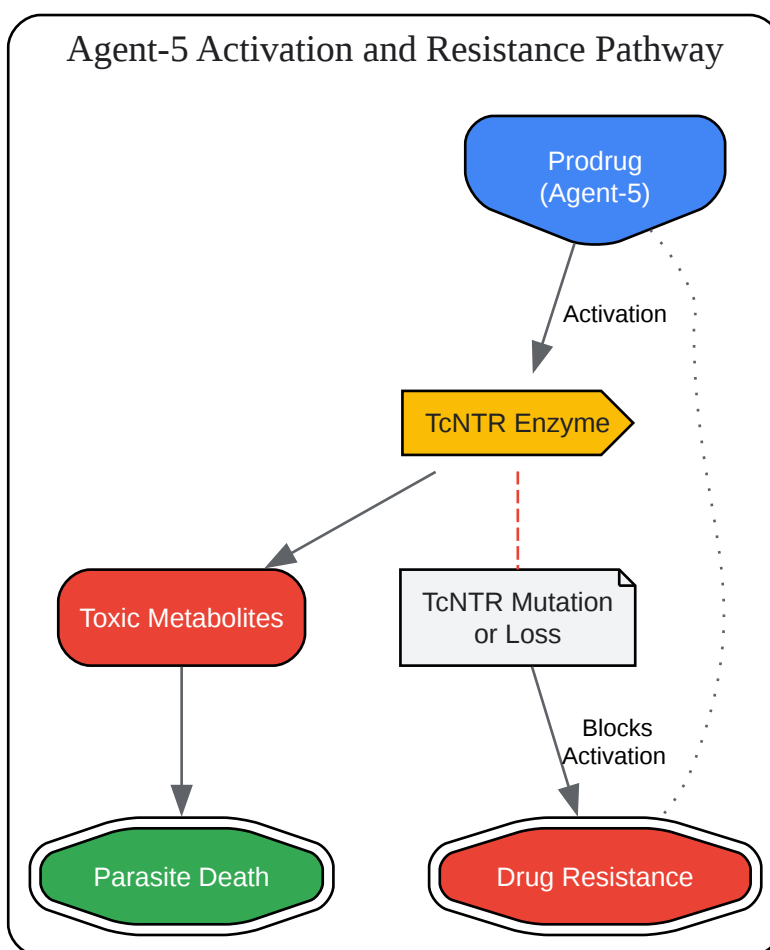 Agent-5 Activation and Resistance Pathway
Prodrug
(Agent-5)
Activation
TcNTR Enzyme
Toxic Metabolites
TcNTR Mutation
or Loss
Blocks
Activation
Parasite Death
Drug Resistance